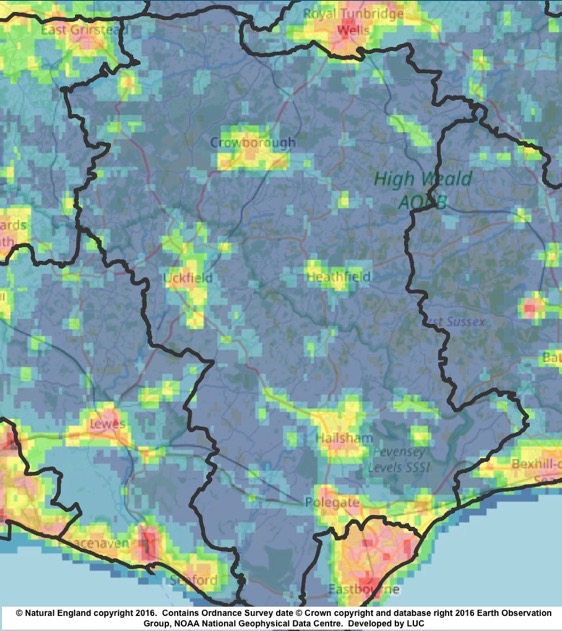 Royal Tunbridge
Wells
East Grinstead
Crowborough
High Weald
AONB
Uckfield
Heathfield
East Sussex
Lewes
Hailsham
Pevensey
Levels SSSI
Polegate
Seaford
Eastbourne
© Natural England copyright 2016. Contains Ordnance Survey date © Crown copyright and database right 2016 Earth Observation
Group, NOAA National Geophysical Data Centre. Developed by LUC